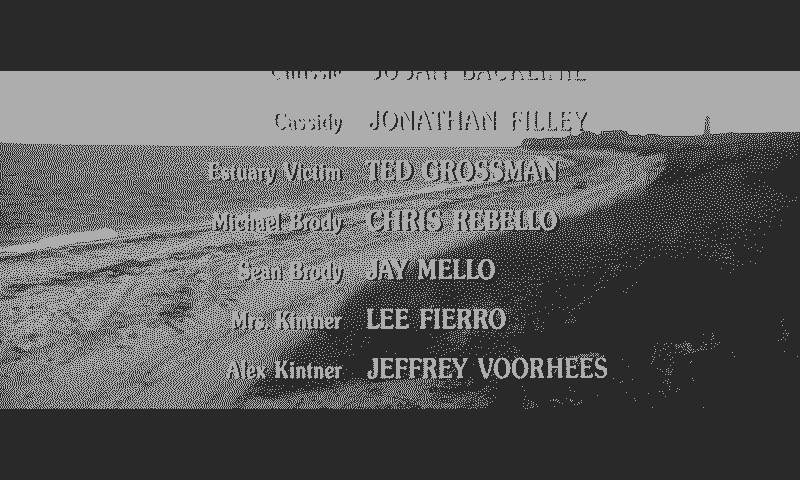 Cassidy JONATHAN FILLEY
Estuary Victim TED GROSSMAN
Michael Brody CHRIS REBELLO
Sean Brody JAY MELLO
Mrs. Kintner LEE FIERRO
Alex Kintner JEFFREY VOORHEES